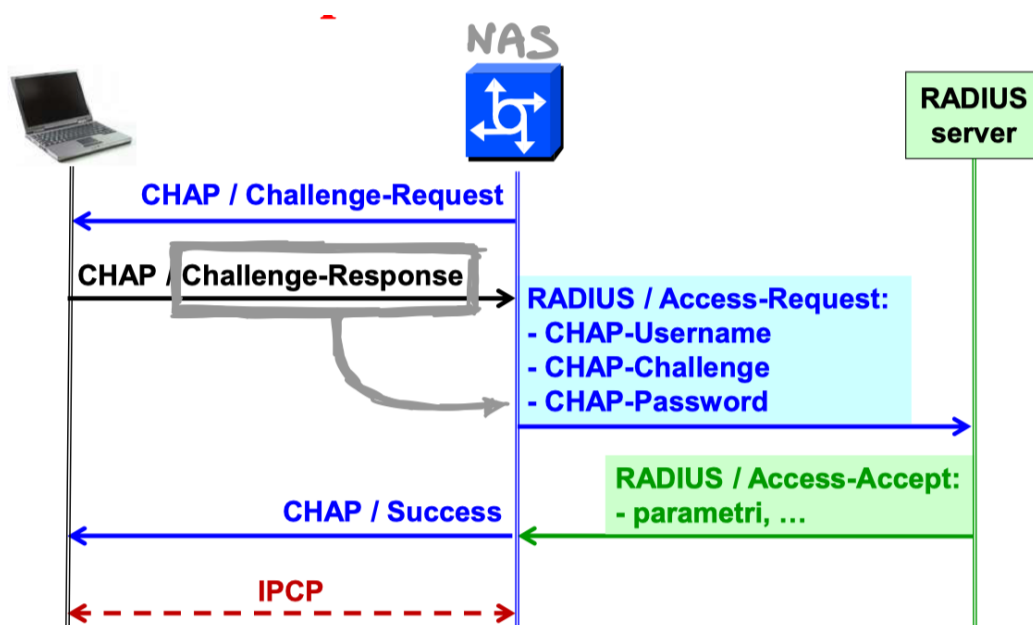 NAS
RADIUS
server
CHAP / Challenge-Request
CHAP / Challenge-Response
RADIUS / Access-Request:
- CHAP-Username
- CHAP-Challenge
- CHAP-Password
RADIUS / Access-Accept:
- parametri, ...
CHAP / Success
IPCP